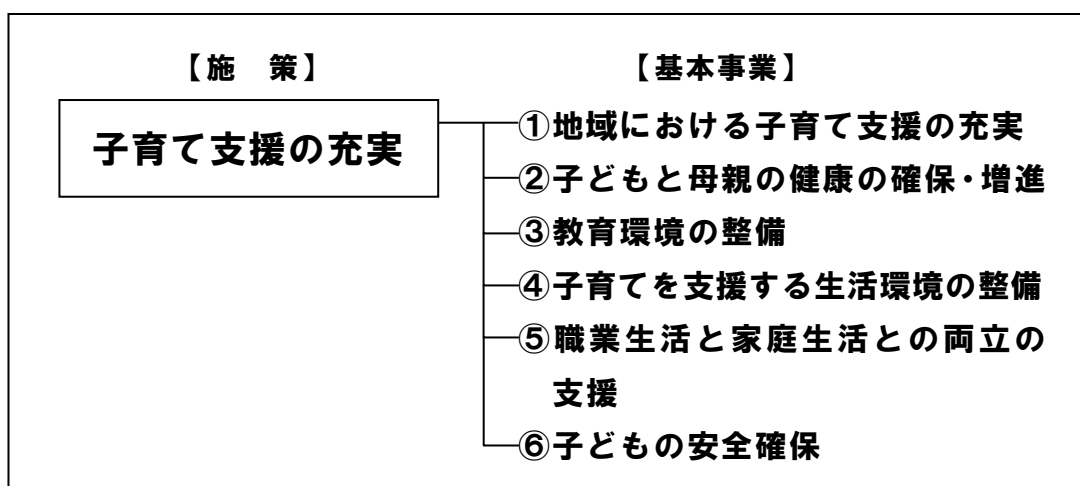 【施　策】
【基本事業】
子育て支援の充実
①地域における子育て支援の充実
②子どもと母親の健康の確保・増進
③教育環境の整備
④子育てを支援する生活環境の整備
⑤職業生活と家庭生活との両立の
支援
⑥子どもの安全確保